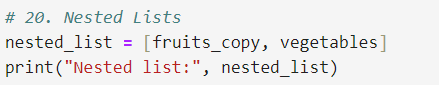 # 20. Nested Lists
nested_list = [fruits_copy, vegetables]
print("Nested list:", nested_list)